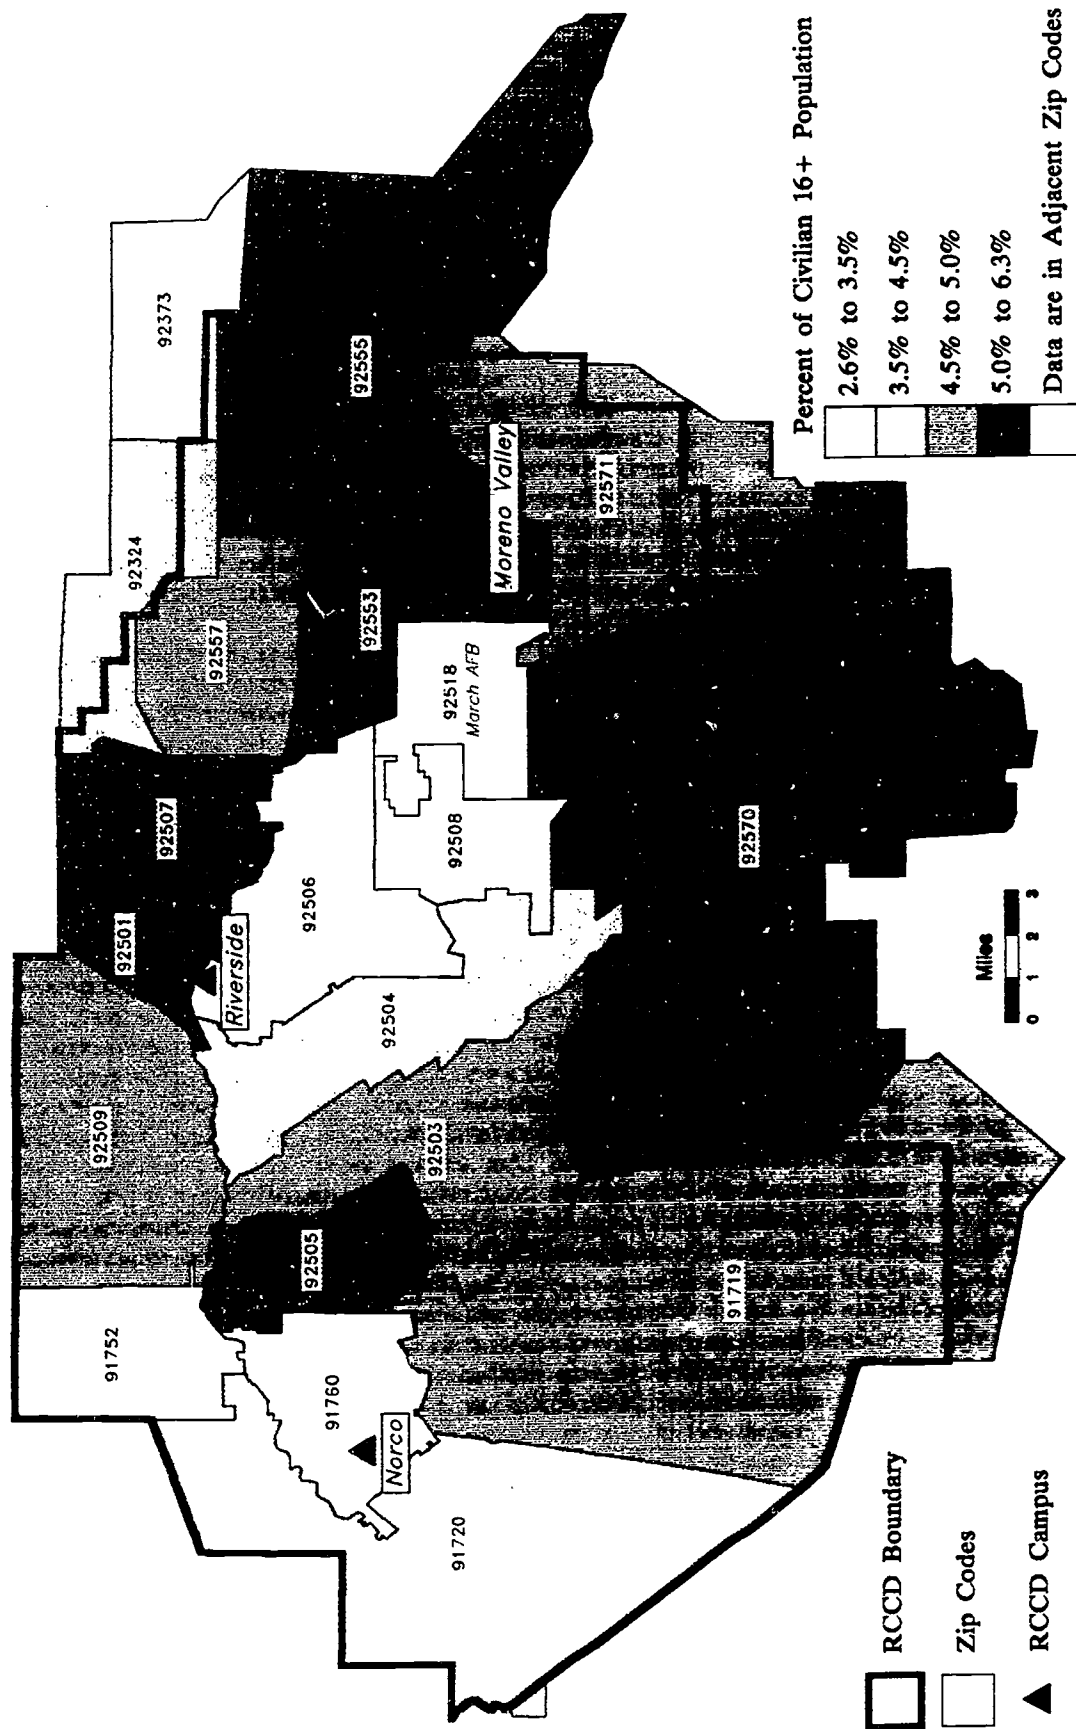 92373
92324
92555
92557
92553
Moreno Valley
92571
92518
March AFB
92507
92501
Riverside
92506
92508
92570
92504
92509
92503
92505
91752
91760
Norco
91719
91720
Miles
0 1 2 3
RCCD Boundary
Zip Codes
RCCD Campus
Percent of Civilian 16+ Population
2.6% to 3.5%
3.5% to 4.5%
4.5% to 5.0%
5.0% to 6.3%
Data are in Adjacent Zip Codes